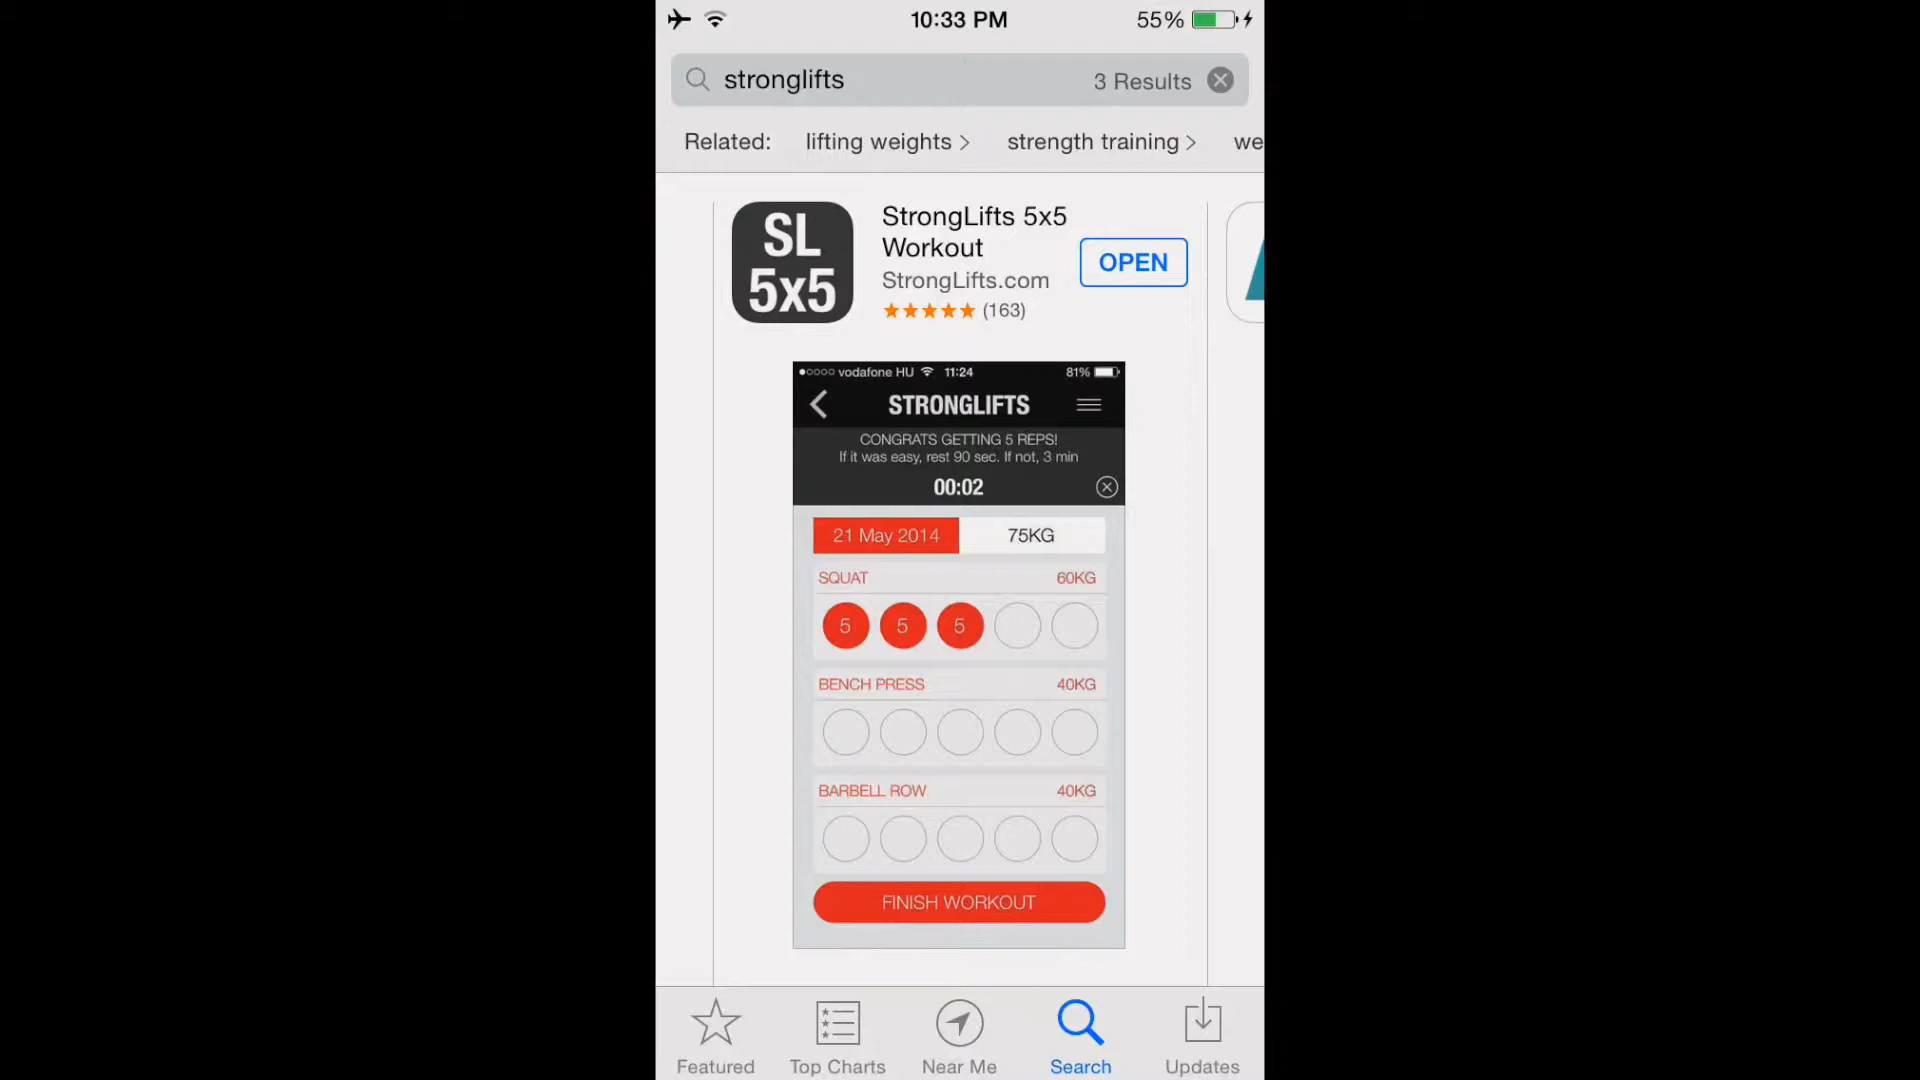 10:33 PM
55%
stronglifts
3 Results
Related: lifting weights > strength training > we
SL
5x5
StrongLifts 5x5
Workout
StrongLifts.com
(163)
OPEN
vodafone HU 11:24 81%
STRONGLIFTS
CONGRATS GETTING 5 REPS!
If it was easy, rest 90 sec. If not, 3 min
00:02
21 May 2014 75KG
SQUAT 60KG
5 5 5
BENCH PRESS 40KG
BARBELL ROW 40KG
FINISH WORKOUT
Featured Top Charts Near Me Search Updates